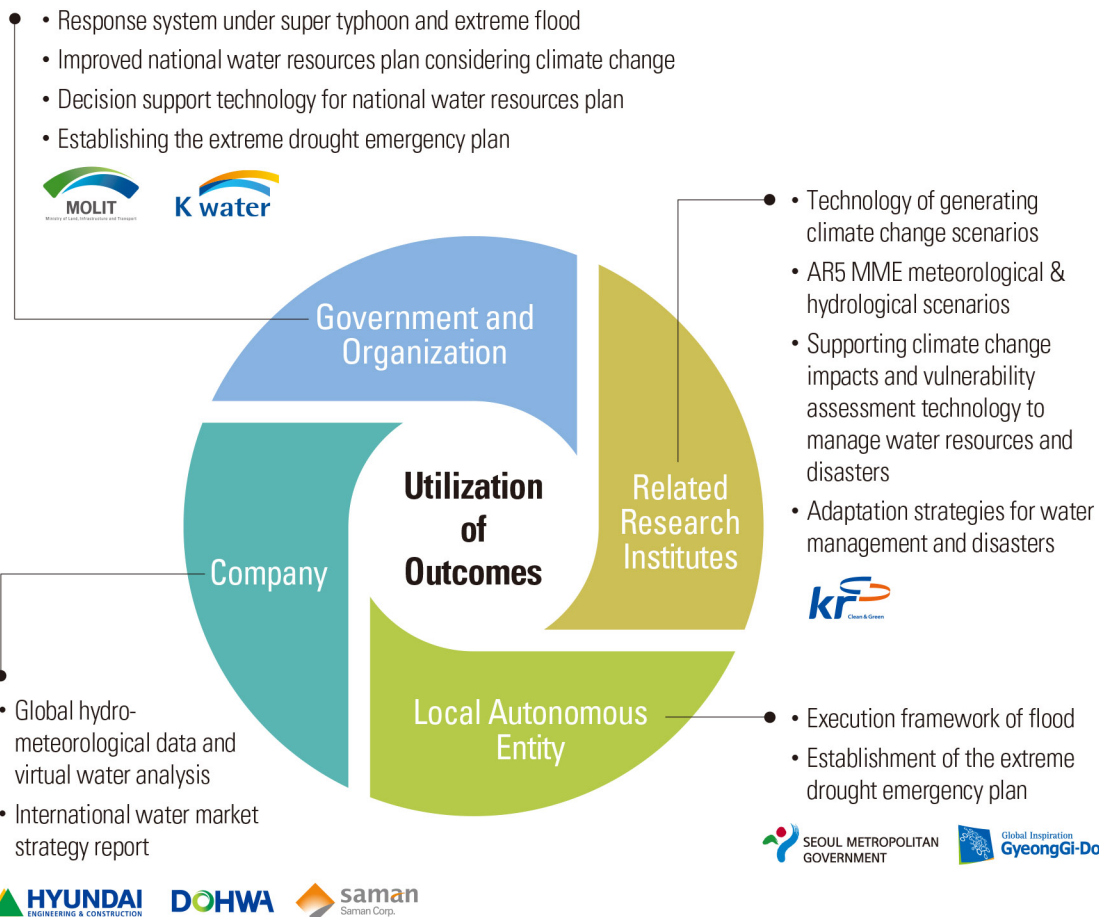 • Response system under super typhoon and extreme flood
• Improved national water resources plan considering climate change
• Decision support technology for national water resources plan
• Establishing the extreme drought emergency plan
MOLIT
Ministry of Land, Infrastructure and Transport
K water
Government and
Organization
• Technology of generating
climate change scenarios
• AR5 MME meteorological &
hydrological scenarios
• Supporting climate change
impacts and vulnerability
assessment technology to
manage water resources and
disasters
• Adaptation strategies for water
management and disasters
kr
Clean & Green
Related
Research
Institutes
Utilization
of
Outcomes
Company
• Global hydro-
meteorological data and
virtual water analysis
• International water market
strategy report
HYUNDAI
ENGINEERING & CONSTRUCTION
DOHWA
saman
Saman Corp.
Local Autonomous
Entity
• Execution framework of flood
• Establishment of the extreme
drought emergency plan
SEOUL METROPOLITAN
GOVERNMENT
Global Inspiration
GyeongGi-Do